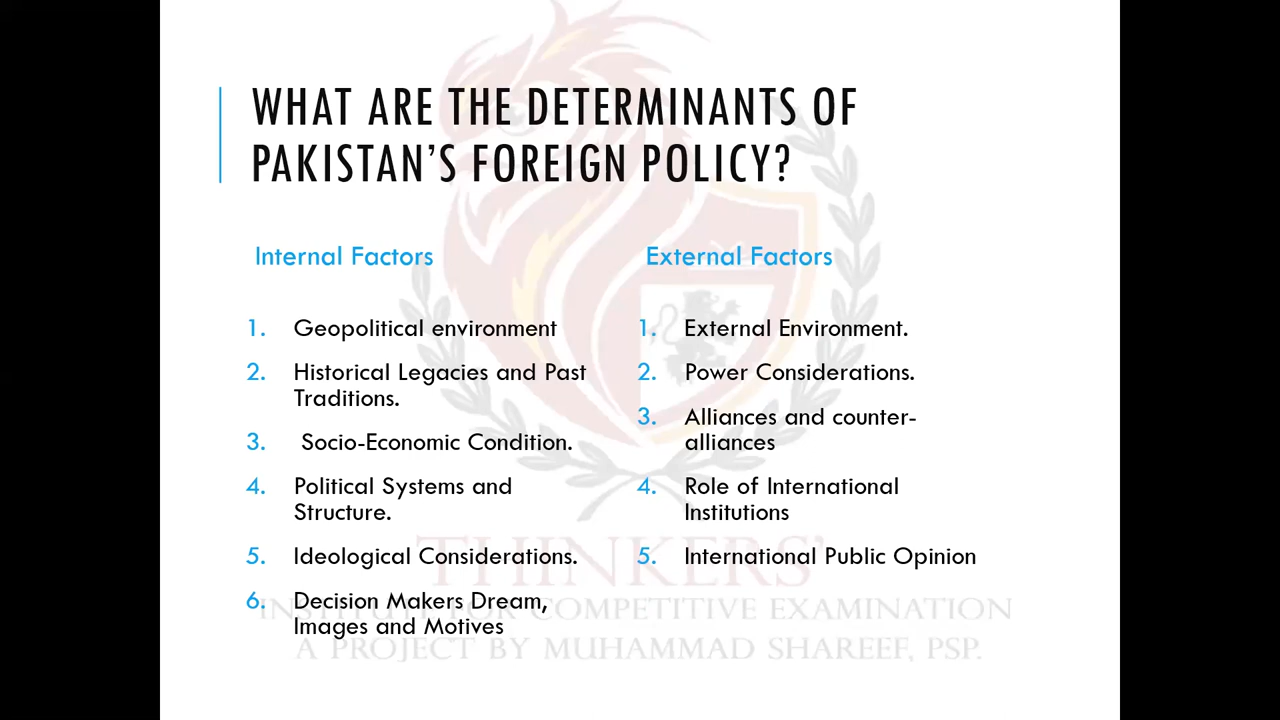 WHAT ARE THE DETERMINANTS OF
PAKISTAN'S FOREIGN POLICY?
Internal Factors
1. Geopolitical environment
2. Historical Legacies and Past
Traditions.
3. Socio-Economic Condition.
4. Political Systems and
Structure.
5. Ideological Considerations.
6. Decision Makers Dream,
Images and Motives
External Factors
1. External Environment.
2. Power Considerations.
3. Alliances and counter-
alliances
4. Role of International
Institutions
5. International Public Opinion
THINKERS'
INSTITUTE FOR COMPETITIVE EXAMINATION
A PROJECT BY MUHAMMAD SHAREEF, PSP.